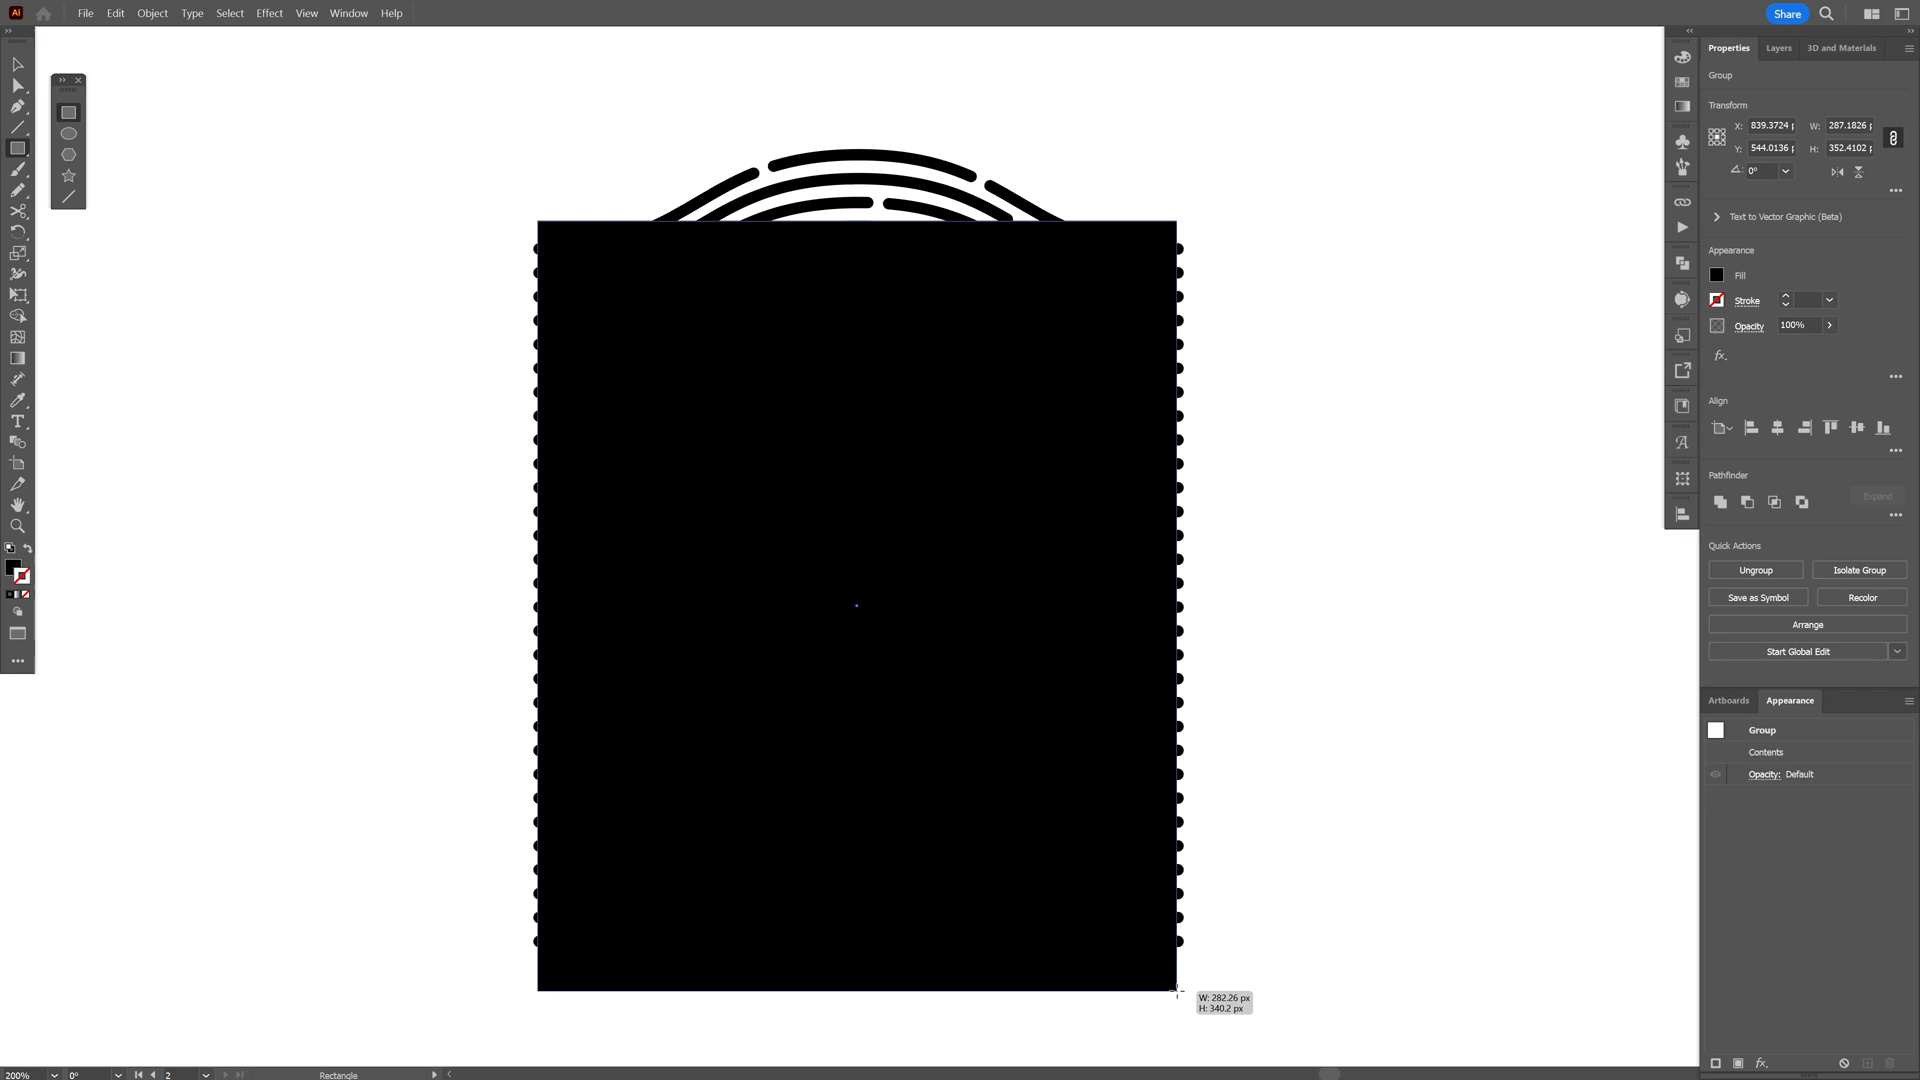 Ai File Edit Object Type Select Effect View Window Help Share
Properties Layers 3D and Materials
Group
Transform
X: 839.3724 p W: 287.1826 p
Y: 544.0136 p H: 352.4102 p
0°
Text to Vector Graphic (Beta)
Appearance
Fill
Stroke
Opacity 100%
fx.
Align
Pathfinder
Expand
Quick Actions
Ungroup Isolate Group
Save as Symbol Recolor
Arrange
Start Global Edit
Artboards Appearance
Group
Contents
Opacity: Default
W: 282.26 px
H: 340.2 px
fx.
200% 0° 2 Rectangle